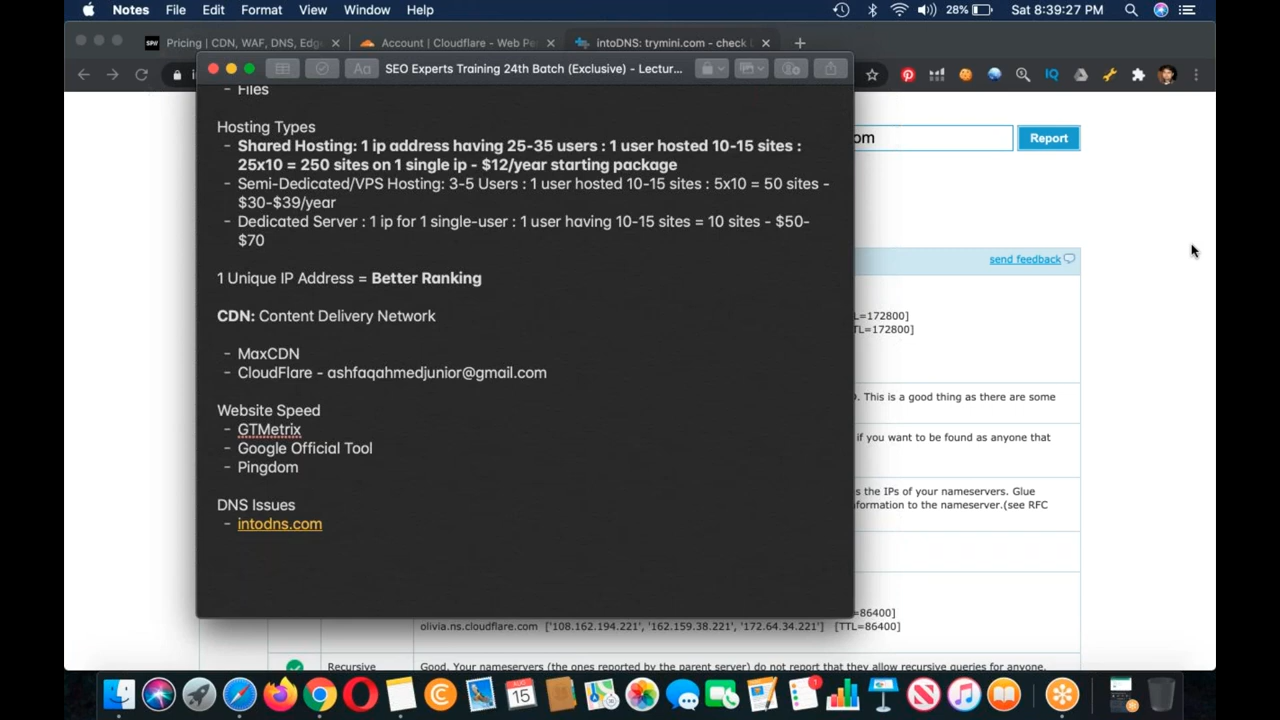 Notes File Edit Format View Window Help 28% Sat 8:39:27 PM
SPW Pricing | CDN, WAF, DNS, Edg Account | Cloudflare - Web Pe intoDNS: trymini.com - check
SEO Experts Training 24th Batch (Exclusive) - Lectur...
Aa
IQ
- Files
Hosting Types
- Shared Hosting: 1 ip address having 25-35 users : 1 user hosted 10-15 sites :
25x10 = 250 sites on 1 single ip - $12/year starting package
- Semi-Dedicated/VPS Hosting: 3-5 Users : 1 user hosted 10-15 sites : 5x10 = 50 sites -
$30-$39/year
- Dedicated Server : 1 ip for 1 single-user : 1 user having 10-15 sites = 10 sites - $50-
$70
1 Unique IP Address = Better Ranking
CDN: Content Delivery Network
- MaxCDN
- CloudFlare - ashfaqahmedjunior@gmail.com
Website Speed
- GTMetrix
- Google Official Tool
- Pingdom
DNS Issues
- intodns.com
om Report
send feedback
L=172800]
TTL=172800]
. This is a good thing as there are some
if you want to be found as anyone that
s the IPs of your nameservers. Glue
ormation to the nameserver.(see RFC
=86400]
olivia.ns.cloudflare.com ['108.162.194.221', '162.159.38.221', '172.64.34.221'] [TTL=86400]
Recursive Good. Your nameservers (the ones reported by the parent server) do not report that they allow recursive queries for anyone.
AUG
15
1